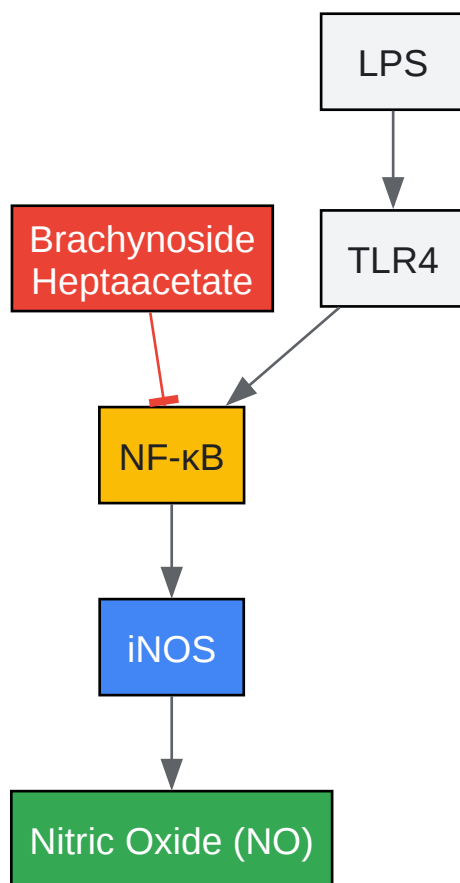 LPS
Brachynoside
Heptaacetate
TLR4
NF-κB
iNOS
Nitric Oxide (NO)